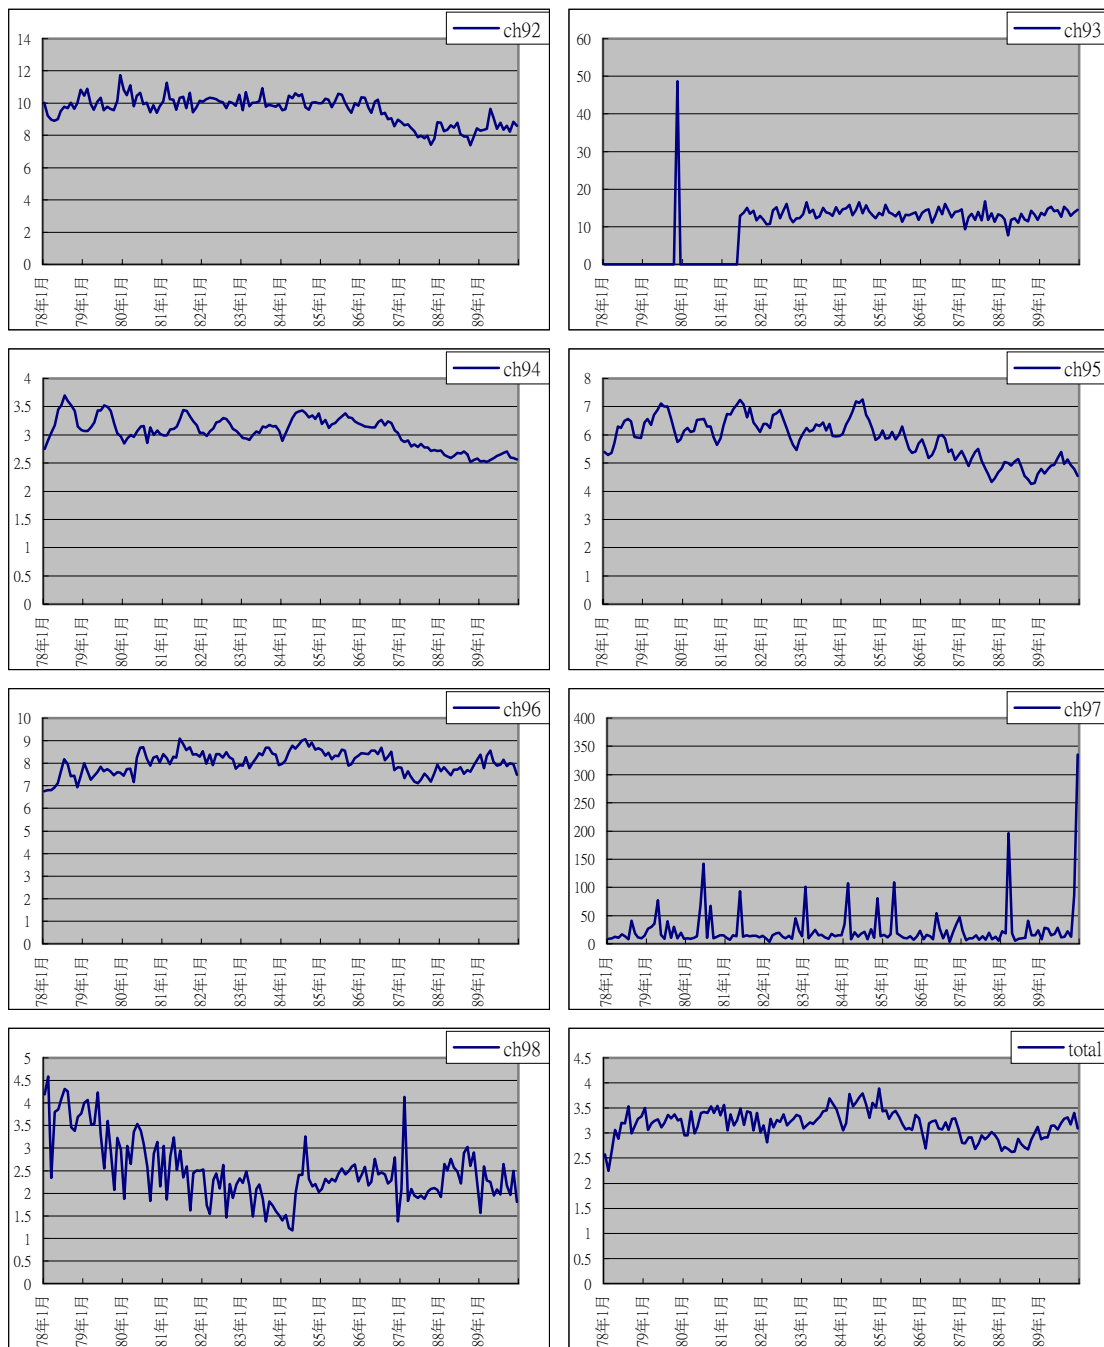 ch92
14
12
10
8
6
4
2
0
78年1月
79年1月
80年1月
81年1月
82年1月
83年1月
84年1月
85年1月
86年1月
87年1月
88年1月
89年1月
ch93
60
50
40
30
20
10
0
78年1月
79年1月
80年1月
81年1月
82年1月
83年1月
84年1月
85年1月
86年1月
87年1月
88年1月
89年1月
ch94
4
3.5
3
2.5
2
1.5
1
0.5
0
78年1月
79年1月
80年1月
81年1月
82年1月
83年1月
84年1月
85年1月
86年1月
87年1月
88年1月
89年1月
ch95
8
7
6
5
4
3
2
1
0
78年1月
79年1月
80年1月
81年1月
82年1月
83年1月
84年1月
85年1月
86年1月
87年1月
88年1月
89年1月
ch96
10
9
8
7
6
5
4
3
2
1
0
78年1月
79年1月
80年1月
81年1月
82年1月
83年1月
84年1月
85年1月
86年1月
87年1月
88年1月
89年1月
ch97
400
350
300
250
200
150
100
50
0
78年1月
79年1月
80年1月
81年1月
82年1月
83年1月
84年1月
85年1月
86年1月
87年1月
88年1月
89年1月
ch98
5
4.5
4
3.5
3
2.5
2
1.5
1
0.5
0
78年1月
79年1月
80年1月
81年1月
82年1月
83年1月
84年1月
85年1月
86年1月
87年1月
88年1月
89年1月
total
4.5
4
3.5
3
2.5
2
1.5
1
0.5
0
78年1月
79年1月
80年1月
81年1月
82年1月
83年1月
84年1月
85年1月
86年1月
87年1月
88年1月
89年1月